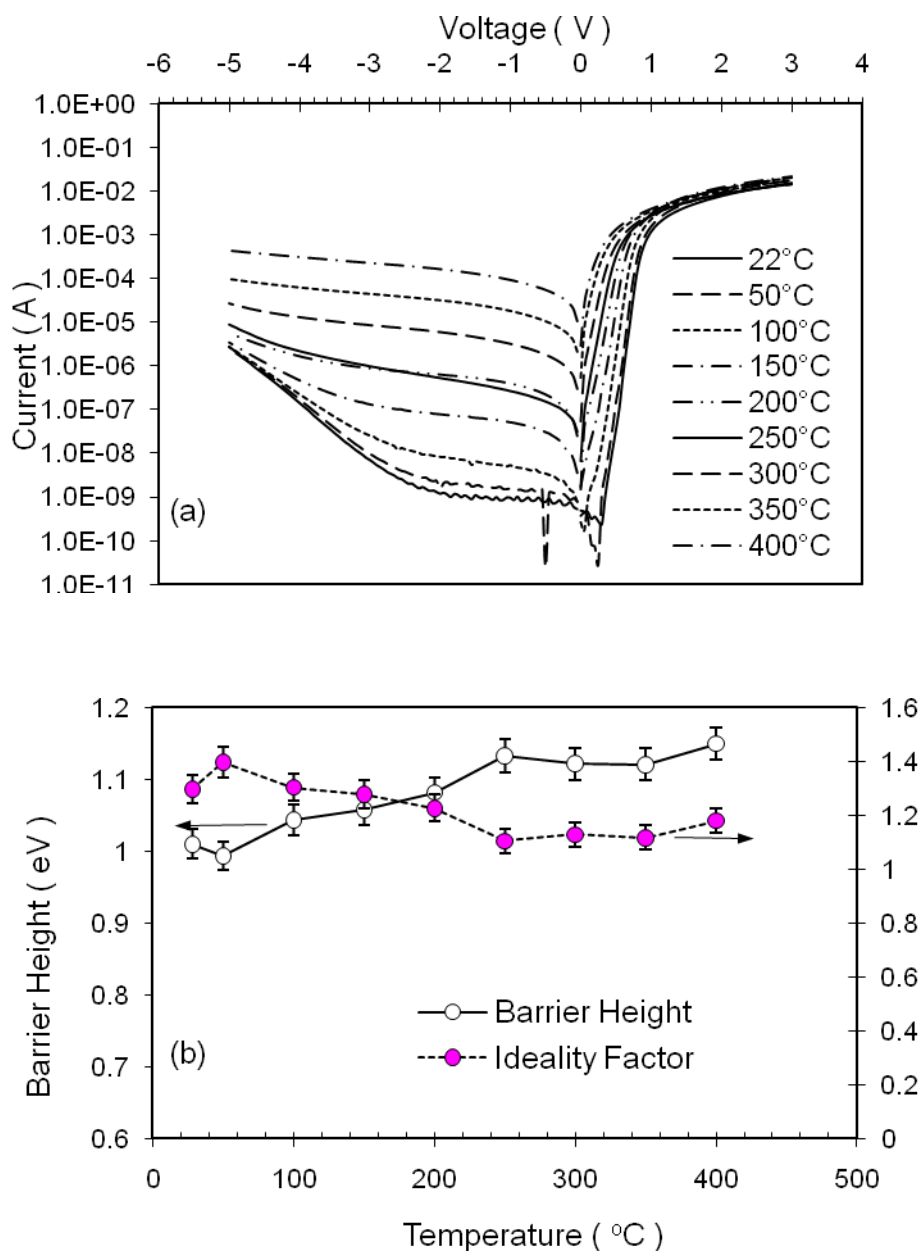 Voltage ( V )
-6 -5 -4 -3 -2 -1 0 1 2 3 4
1.0E+00
1.0E-01
1.0E-02
1.0E-03
1.0E-04
1.0E-05
1.0E-06
1.0E-07
1.0E-08
1.0E-09
1.0E-10
1.0E-11
Current ( A )
22°C
50°C
100°C
150°C
200°C
250°C
300°C
350°C
400°C
(a)
1.2
1.1
1
0.9
0.8
0.7
0.6
Barrier Height ( eV )
1.6
1.4
1.2
1
0.8
0.6
0.4
0.2
0
Barrier Height
Ideality Factor
(b)
0 100 200 300 400 500
Temperature ( °C )